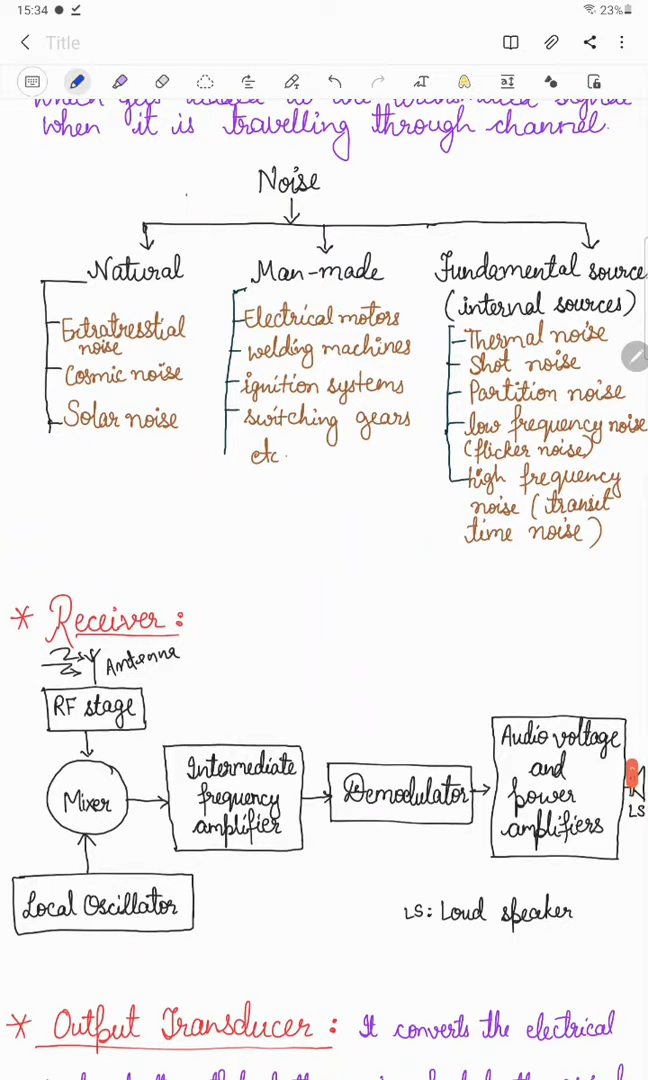 15:34
23%
Title
when it is travelling through channel.
Noise
Natural
Man-made
Fundamental source
(internal sources)
Extratresstial
noise
Cosmic noise
Solar noise
Electrical motors
welding machines
ignition systems
switching gears
etc.
Thermal noise
Shot noise
Partition noise
low frequency noise
(flicker noise)
high frequency
noise (transit
time noise)
* Receiver:
Antenna
RF stage
Mixer
Local Oscillator
Intermediate
frequency
amplifier
Demodulator
Audio voltage
and
power
amplifiers
LS
LS: Loud speaker
* Output Transducer: It converts the electrical